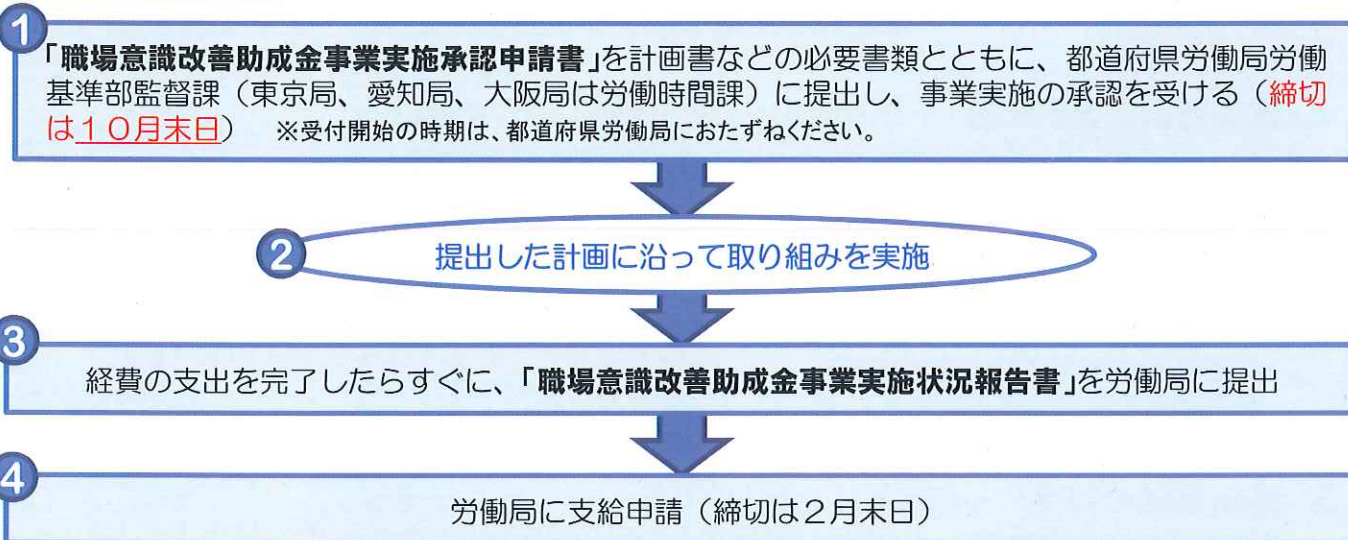 1
「職場意識改善助成金事業実施承認申請書」を計画書などの必要書類とともに、都道府県労働局労働
基準部監督課（東京局、愛知局、大阪局は労働時間課）に提出し、事業実施の承認を受ける（締切
は１０月末日）　※受付開始の時期は、都道府県労働局におたずねください。
2
提出した計画に沿って取り組みを実施
3
経費の支出を完了したらすぐに、「職場意識改善助成金事業実施状況報告書」を労働局に提出
4
労働局に支給申請（締切は２月末日）